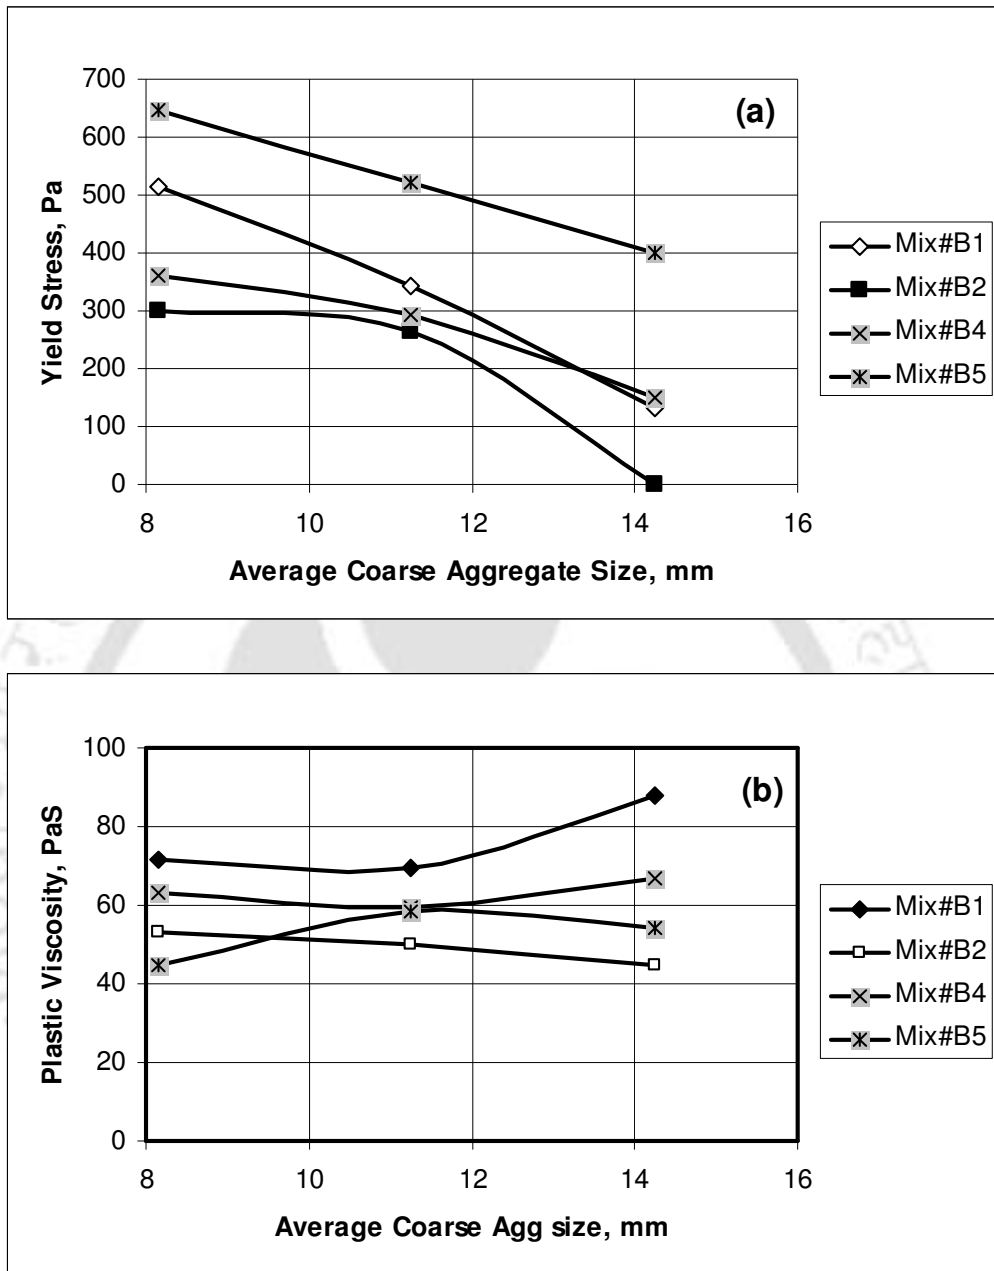 700
600
500
400
300
200
100
0
Yield Stress, Pa
(a)
8 10 12 14 16
Average Coarse Aggregate Size, mm
Mix#B1
Mix#B2
Mix#B4
Mix#B5
100
80
60
40
20
0
Plastic Viscosity, PaS
(b)
8 10 12 14 16
Average Coarse Agg size, mm
Mix#B1
Mix#B2
Mix#B4
Mix#B5